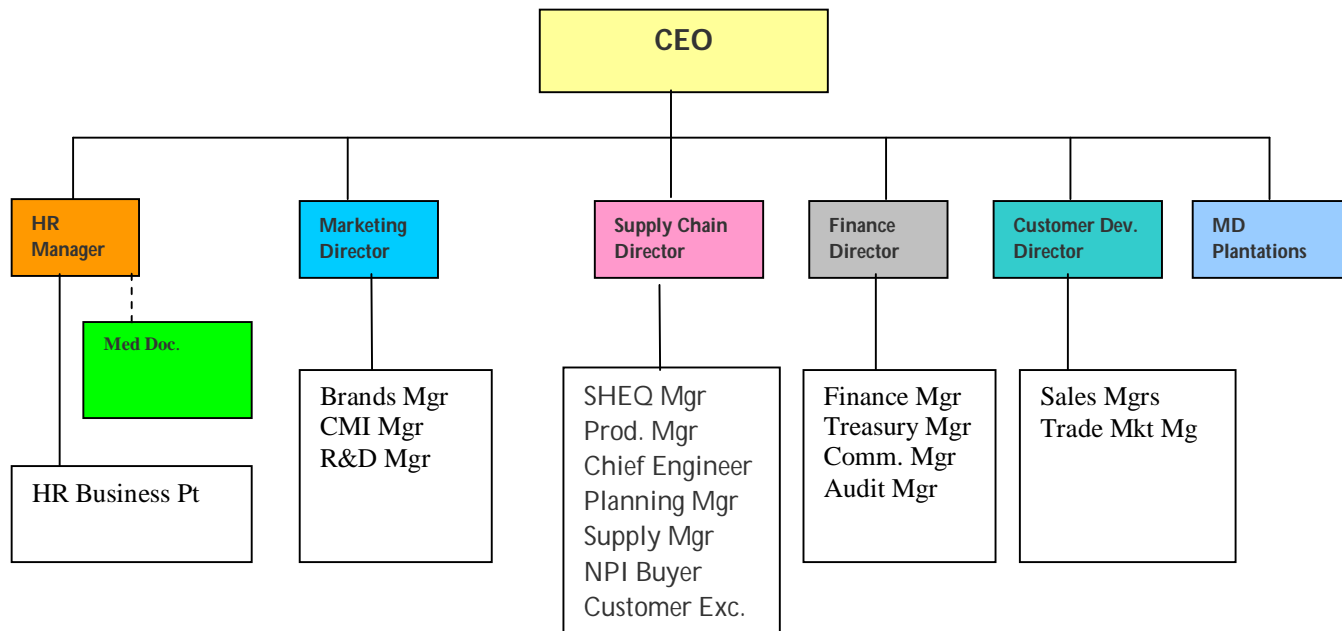 CEO
HR
Manager
Marketing
Director
Supply Chain
Director
Finance
Director
Customer Dev.
Director
MD
Plantations
Med Doc.
HR Business Pt
Brands Mgr
CMI Mgr
R&D Mgr
SHEQ Mgr
Prod. Mgr
Chief Engineer
Planning Mgr
Supply Mgr
NPI Buyer
Customer Exc.
Finance Mgr
Treasury Mgr
Comm. Mgr
Audit Mgr
Sales Mgrs
Trade Mkt Mg